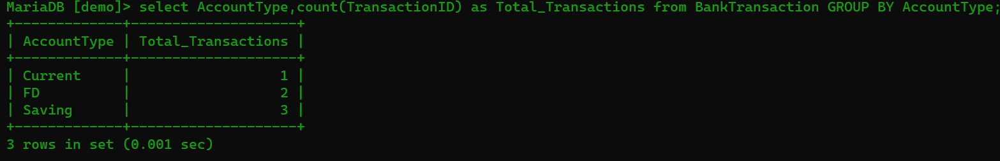 MariaDB [demo]> select AccountType,count(TransactionID) as Total_Transactions from BankTransaction GROUP BY AccountType;
+-------------+--------------------+
| AccountType | Total_Transactions |
+-------------+--------------------+
| Current     |                  1 |
| FD          |                  2 |
| Saving      |                  3 |
+-------------+--------------------+
3 rows in set (0.001 sec)